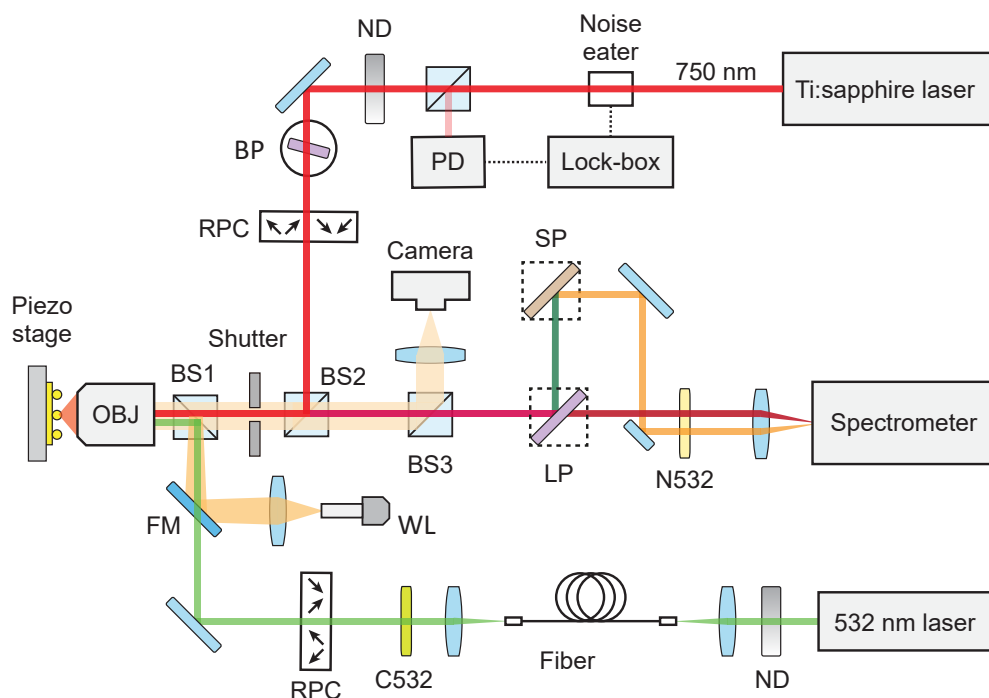 ND
Noise
eater
750 nm
Ti:sapphire laser
BP
PD
Lock-box
RPC
Camera
SP
Piezo
stage
Shutter
BS1
BS2
OBJ
Spectrometer
BS3
LP
N532
FM
WL
532 nm laser
Fiber
C532
ND
RPC